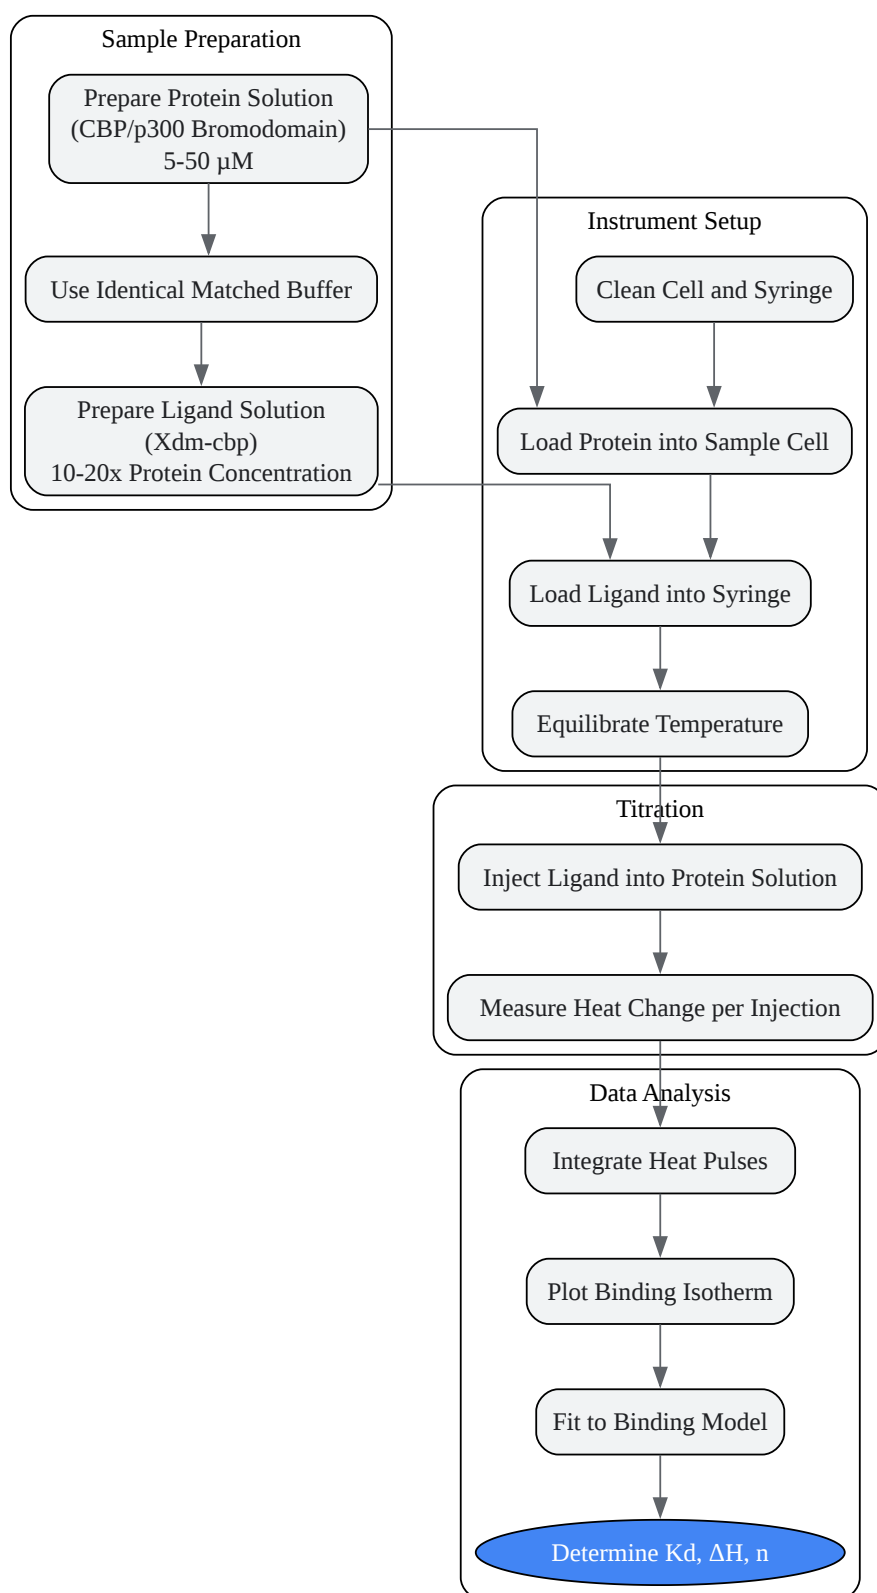 Sample Preparation
Prepare Protein Solution
(CBP/p300 Bromodomain)
5-50 µM
Use Identical Matched Buffer
Prepare Ligand Solution
(Xdm-cbp)
10-20x Protein Concentration
Instrument Setup
Clean Cell and Syringe
Load Protein into Sample Cell
Load Ligand into Syringe
Equilibrate Temperature
Titration
Inject Ligand into Protein Solution
Measure Heat Change per Injection
Data Analysis
Integrate Heat Pulses
Plot Binding Isotherm
Fit to Binding Model
Determine Kd, ΔH, n